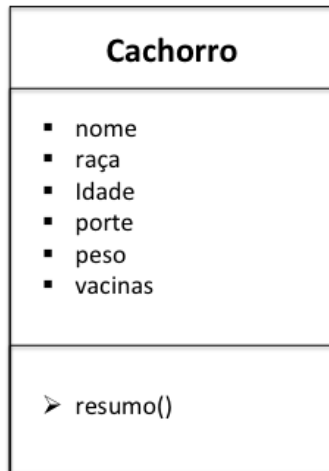 Cachorro
▪ nome
▪ raça
▪ Idade
▪ porte
▪ peso
▪ vacinas
➢ resumo()